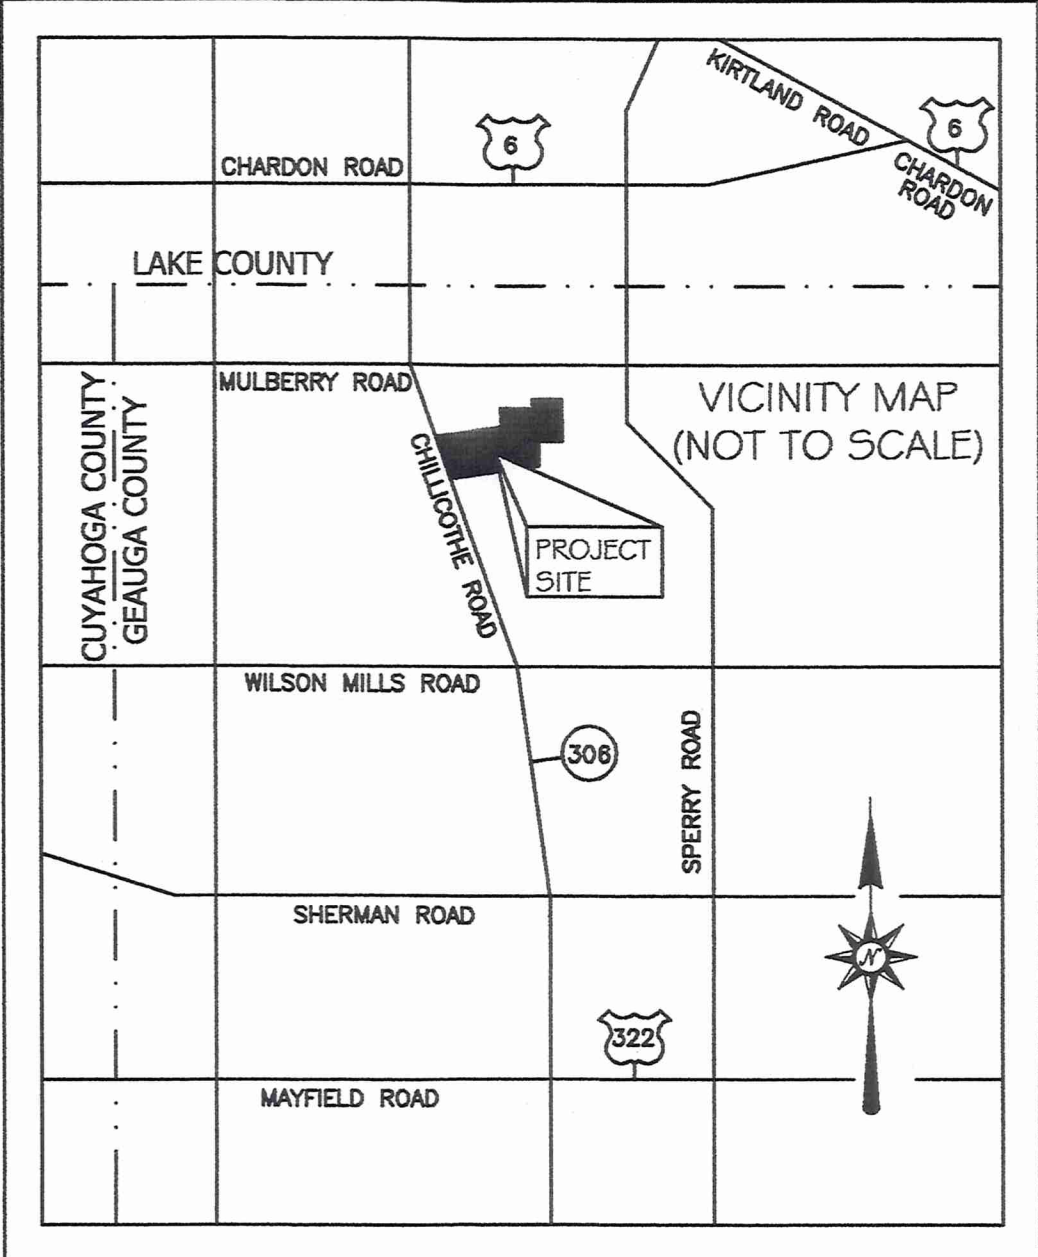 KIRTLAND ROAD
6
6
CHARDON ROAD
CHARDON
ROAD
LAKE COUNTY
MULBERRY ROAD
VICINITY MAP
(NOT TO SCALE)
CUYAHOGA COUNTY
GEAUGA COUNTY
CHILLICOTHE ROAD
PROJECT
SITE
WILSON MILLS ROAD
306
SPERRY ROAD
SHERMAN ROAD
N
322
MAYFIELD ROAD